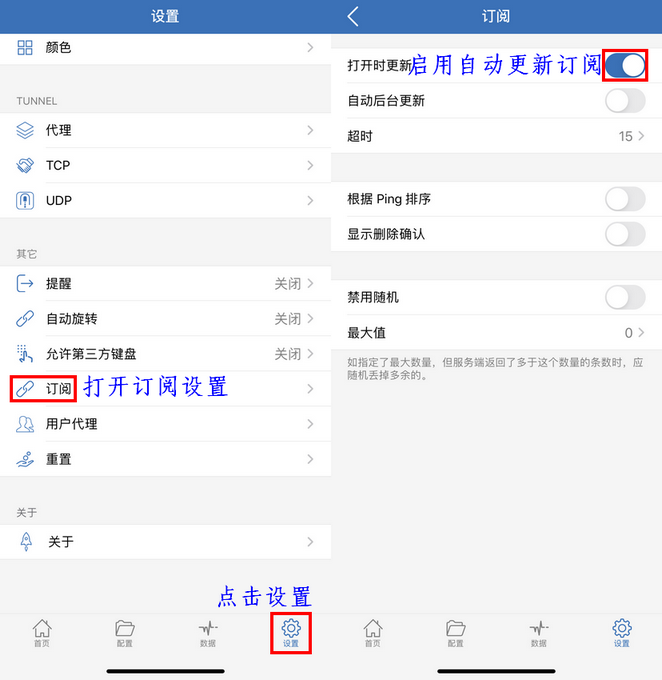 设置
颜色
TUNNEL
代理
TCP
UDP
其它
提醒 关闭
自动旋转 关闭
允许第三方键盘 关闭
订阅 打开订阅设置
用户代理
重置
关于
关于
点击设置
首页 配置 数据 设置
订阅
打开时更新 启用自动更新订阅
自动后台更新
超时 15
根据 Ping 排序
显示删除确认
禁用随机
最大值 0
如指定了最大数量，但服务端返回了多于这个数量的条数时，应
随机丢掉多余的。
首页 配置 数据 设置